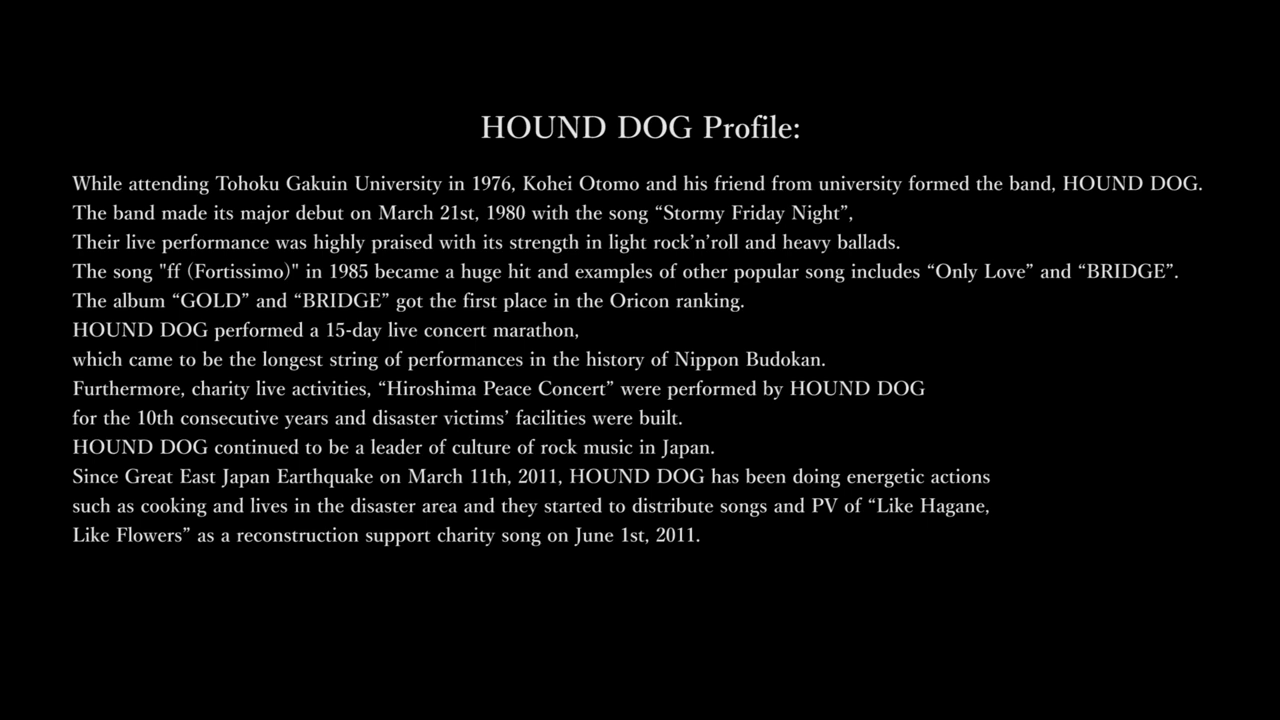 HOUND DOG Profile:
While attending Tohoku Gakuin University in 1976, Kohei Otomo and his friend from university formed the band, HOUND DOG.
The band made its major debut on March 21st, 1980 with the song “Stormy Friday Night”,
Their live performance was highly praised with its strength in light rock’n’roll and heavy ballads.
The song "ff (Fortissimo)" in 1985 became a huge hit and examples of other popular song includes “Only Love” and “BRIDGE”.
The album “GOLD” and “BRIDGE” got the first place in the Oricon ranking.
HOUND DOG performed a 15-day live concert marathon,
which came to be the longest string of performances in the history of Nippon Budokan.
Furthermore, charity live activities, “Hiroshima Peace Concert” were performed by HOUND DOG
for the 10th consecutive years and disaster victims’ facilities were built.
HOUND DOG continued to be a leader of culture of rock music in Japan.
Since Great East Japan Earthquake on March 11th, 2011, HOUND DOG has been doing energetic actions
such as cooking and lives in the disaster area and they started to distribute songs and PV of “Like Hagane,
Like Flowers” as a reconstruction support charity song on June 1st, 2011.